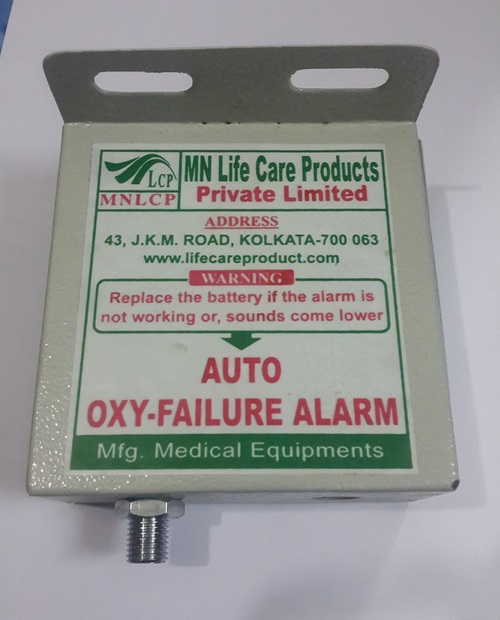 LCP
MNLCP
MN Life Care Products
Private Limited
ADDRESS
43, J.K.M. ROAD, KOLKATA-700 063
www.lifecareproduct.com
WARNING
Replace the battery if the alarm is
not working or, sounds come lower
AUTO
OXY-FAILURE ALARM
Mfg. Medical Equipments